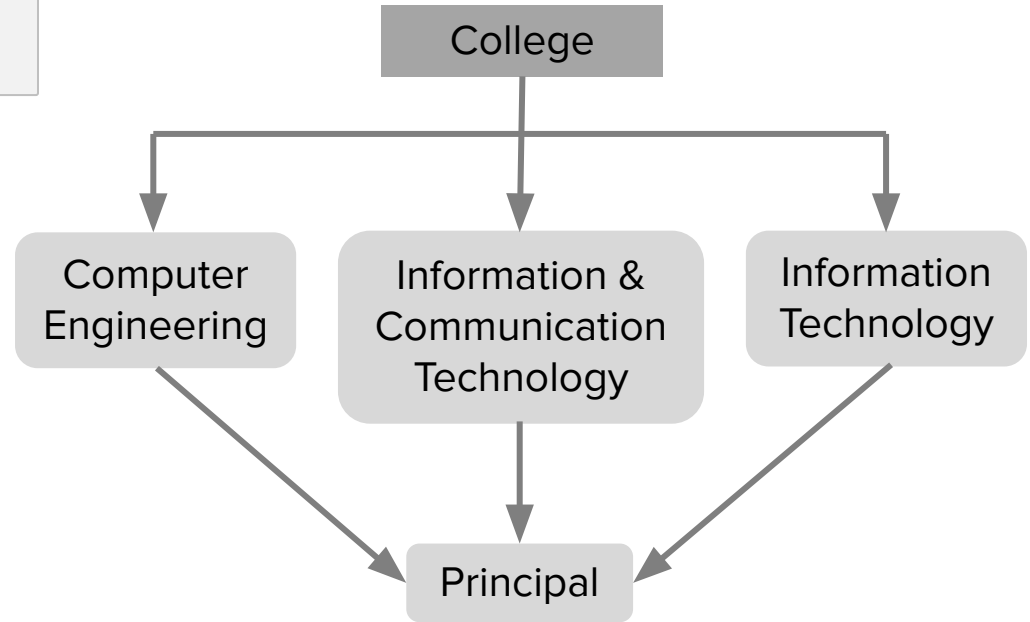 College
Computer
Engineering
Information &
Communication
Technology
Information
Technology
Principal